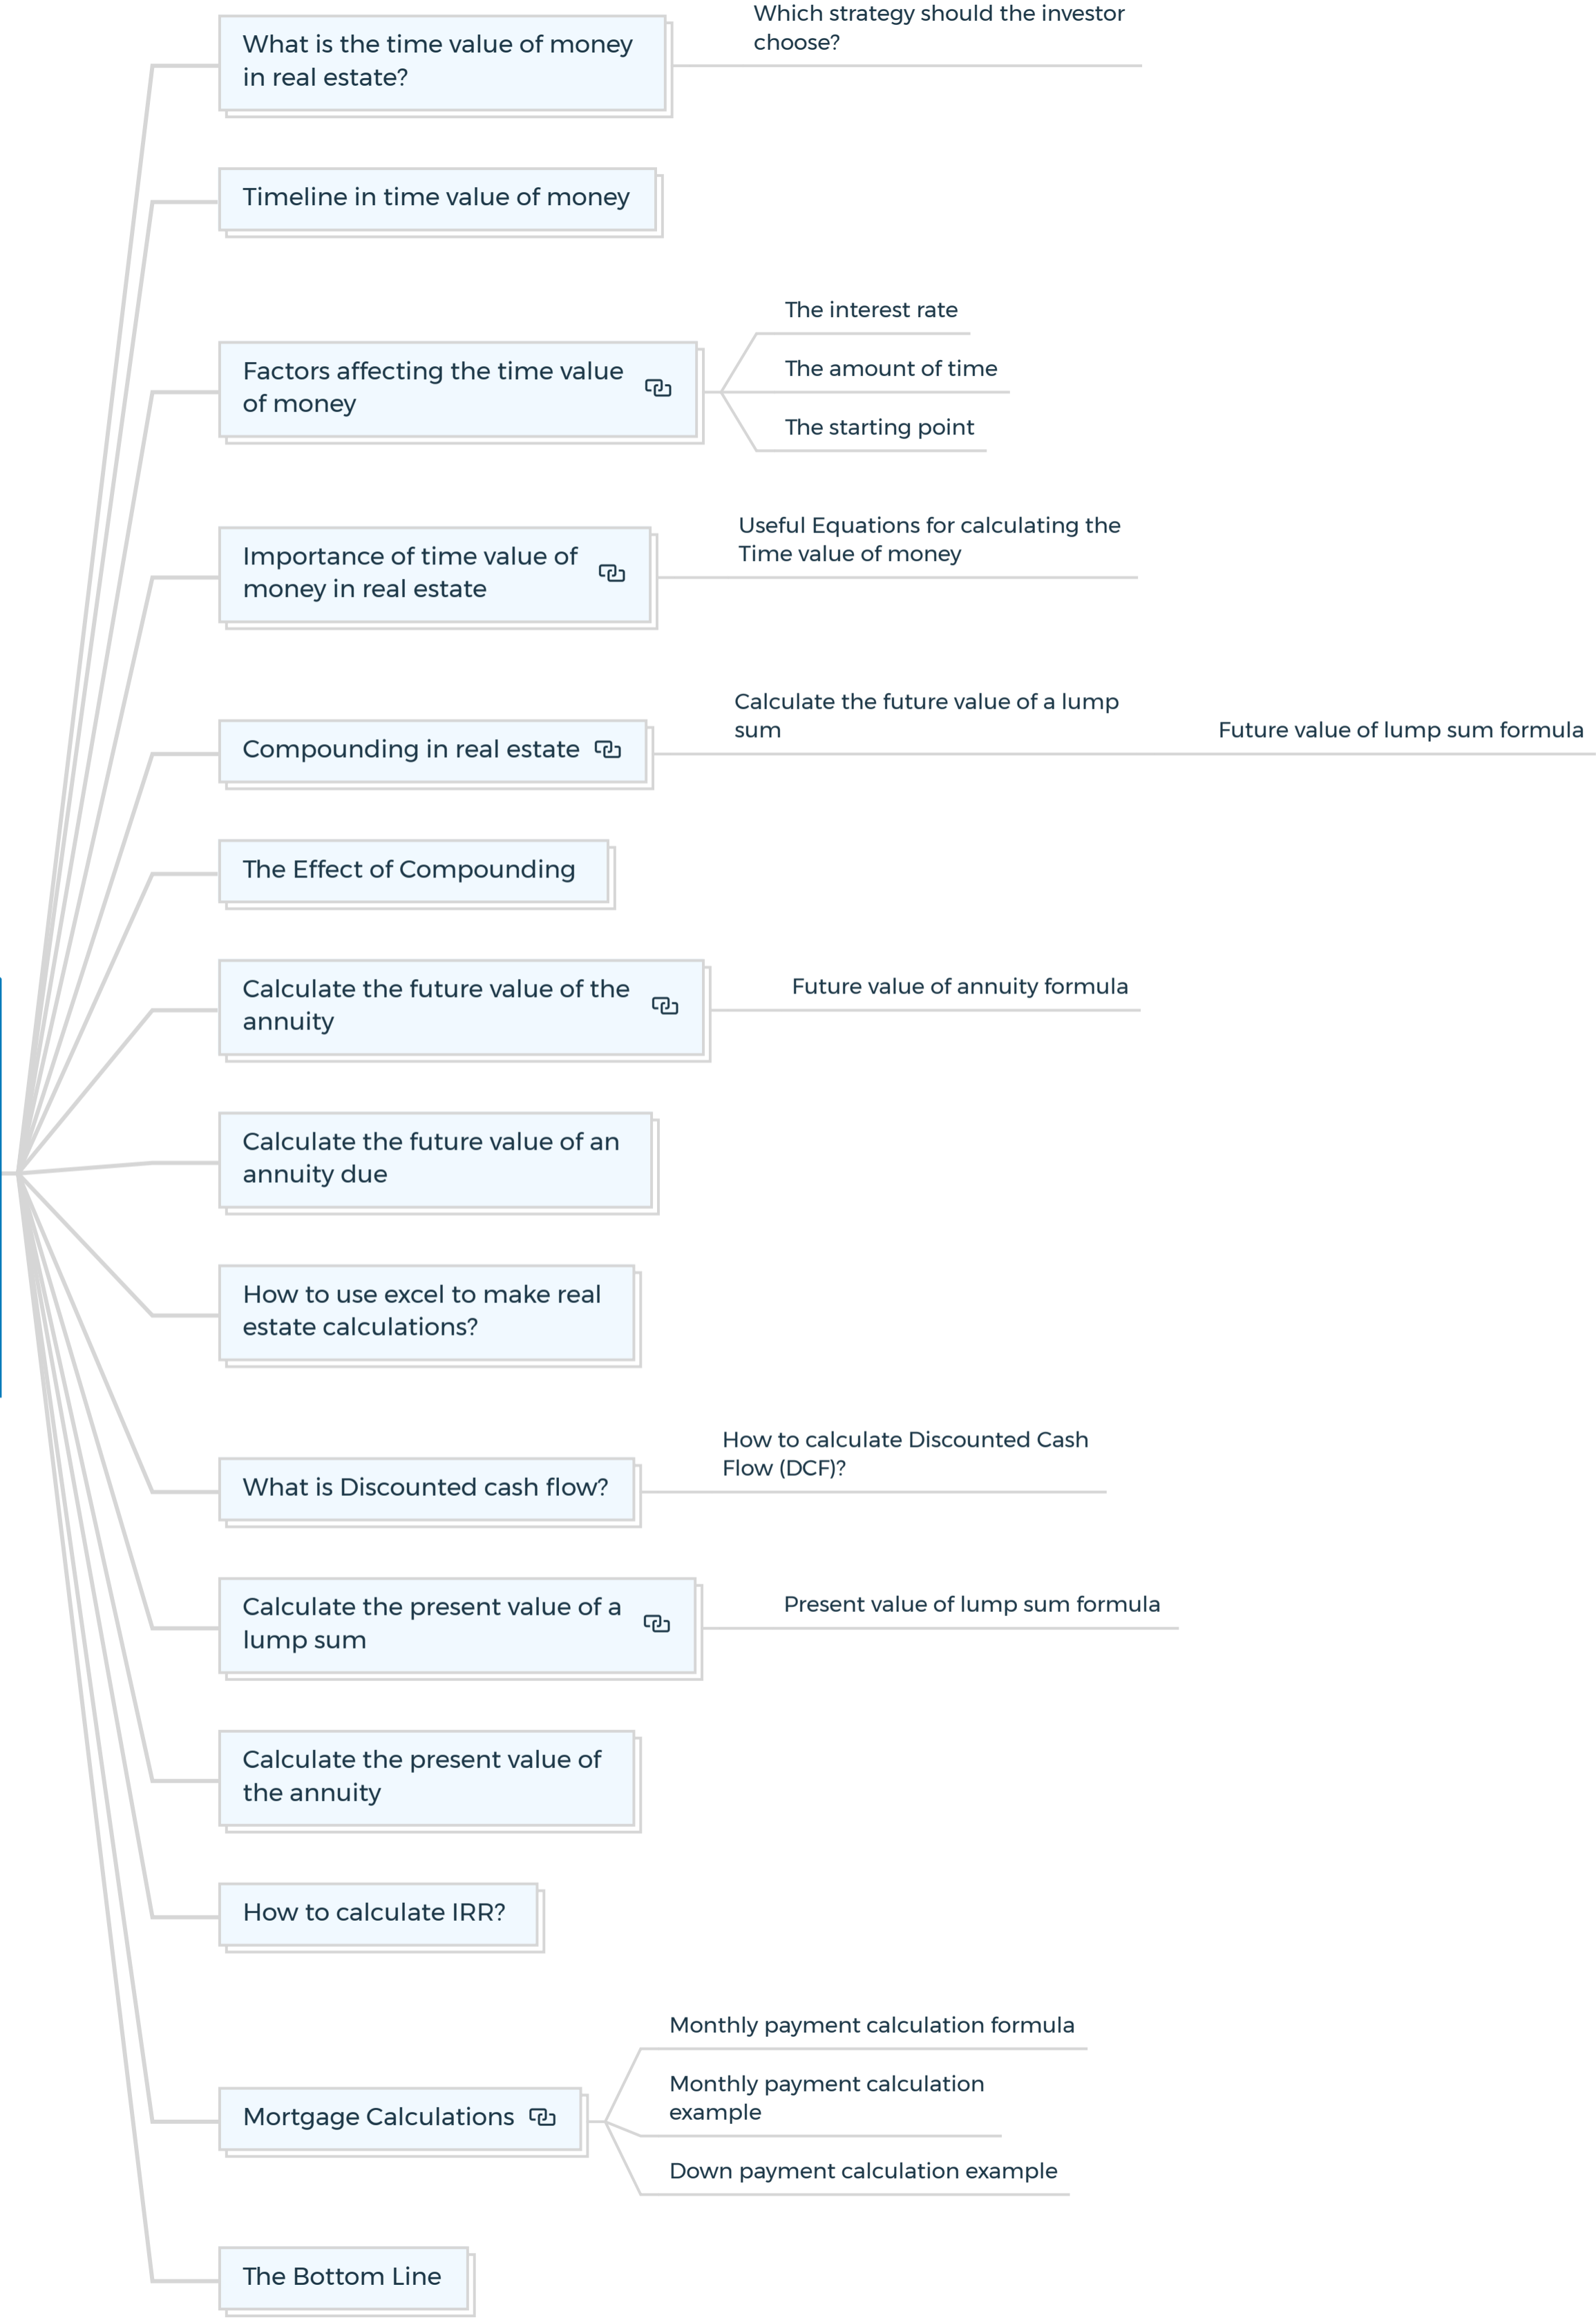 Which strategy should the investor
choose?
What is the time value of money
in real estate?
Timeline in time value of money
The interest rate
Factors affecting the time value
of money
The amount of time
The starting point
Useful Equations for calculating the
Time value of money
Importance of time value of
money in real estate
Calculate the future value of a lump
sum
Future value of lump sum formula
Compounding in real estate
The Effect of Compounding
Calculate the future value of the
annuity
Future value of annuity formula
Calculate the future value of an
annuity due
How to use excel to make real
estate calculations?
How to calculate Discounted Cash
Flow (DCF)?
What is Discounted cash flow?
Calculate the present value of a
lump sum
Present value of lump sum formula
Calculate the present value of
the annuity
How to calculate IRR?
Monthly payment calculation formula
Monthly payment calculation
example
Mortgage Calculations
Down payment calculation example
The Bottom Line